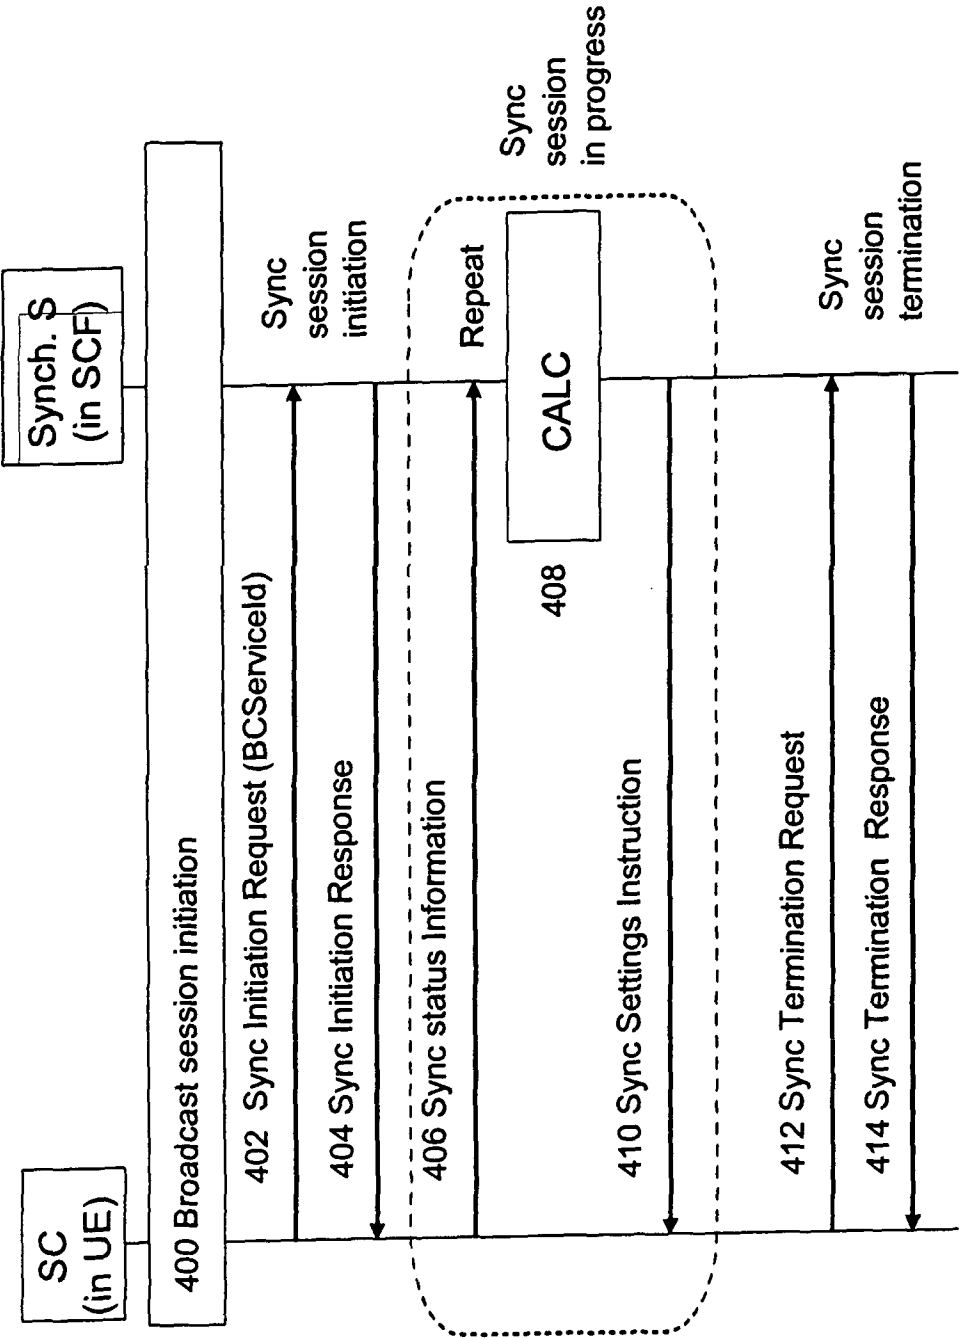 SC
(in UE)
Synch. S
(in SCF)
400 Broadcast session initiation
402 Sync Initiation Request (BCServiceId)
Sync
session
initiation
404 Sync Initiation Response
406 Sync status Information
Repeat
Sync
session
in progress
408
CALC
410 Sync Settings Instruction
412 Sync Termination Request
Sync
session
termination
414 Sync Termination Response